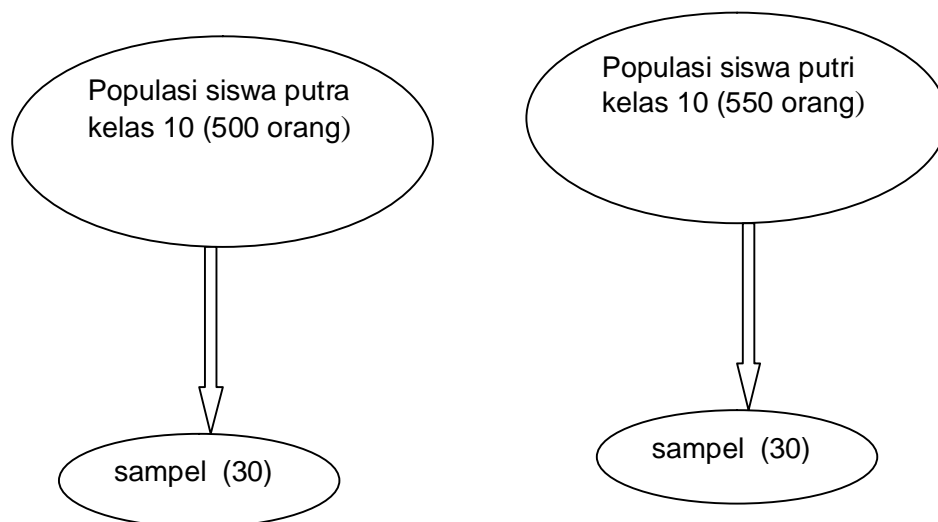 Populasi siswa putra
kelas 10 (500 orang)
Populasi siswa putri
kelas 10 (550 orang)
sampel (30)
sampel (30)